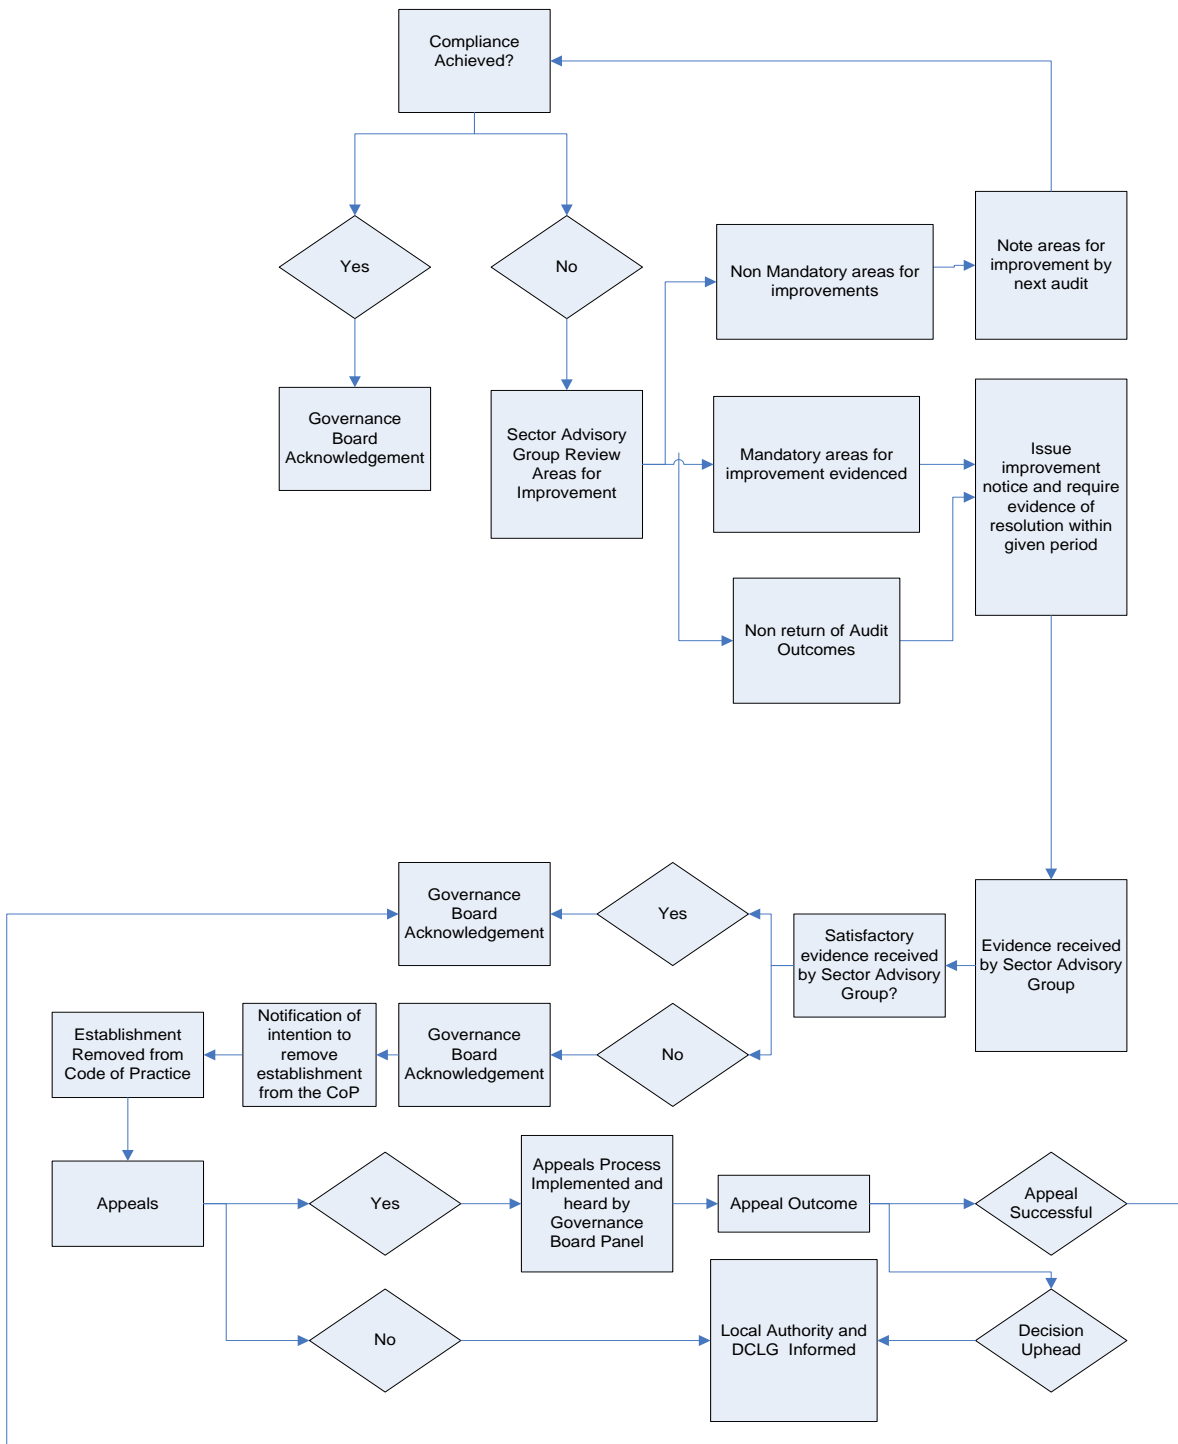 Compliance
Achieved?
Yes
No
Non Mandatory areas for
improvements
Note areas for
improvement by
next audit
Governance
Board
Acknowledgement
Sector Advisory
Group Review
Areas for
Improvement
Mandatory areas for
improvement evidenced
Issue
improvement
notice and require
evidence of
resolution within
given period
Non return of Audit
Outcomes
Governance
Board
Acknowledgement
Yes
Satisfactory
evidence received
by Sector Advisory
Group?
Evidence received
by Sector Advisory
Group
Establishment
Removed from
Code of Practice
Notification of
intention to
remove
establishment
from the CoP
Governance
Board
Acknowledgement
No
Appeals
Yes
Appeals Process
Implemented and
heard by
Governance
Board Panel
Appeal Outcome
Appeal
Successful
No
Local Authority and
DCLG  Informed
Decision
Uphead